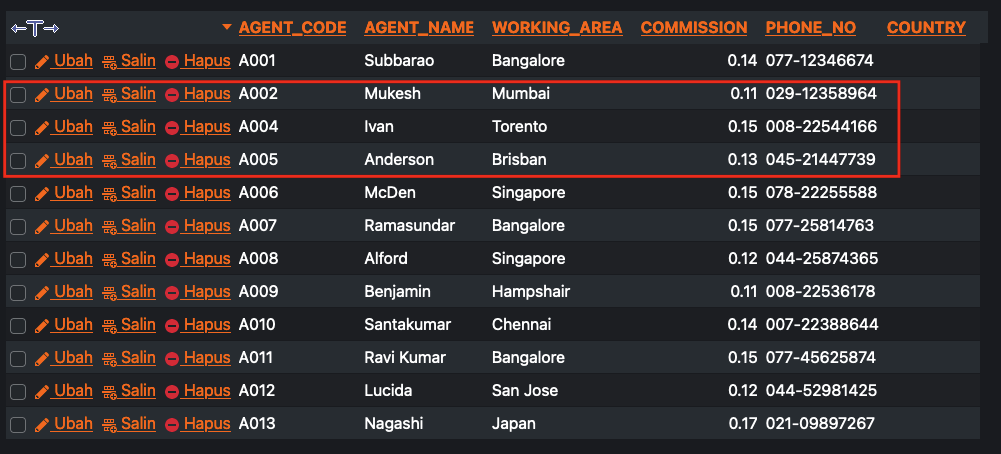 AGENT_CODE AGENT_NAME WORKING_AREA COMMISSION PHONE_NO COUNTRY
Ubah Salin Hapus A001 Subbarao Bangalore 0.14 077-12346674
Ubah Salin Hapus A002 Mukesh Mumbai 0.11 029-12358964
Ubah Salin Hapus A004 Ivan Torento 0.15 008-22544166
Ubah Salin Hapus A005 Anderson Brisban 0.13 045-21447739
Ubah Salin Hapus A006 McDen Singapore 0.15 078-22255588
Ubah Salin Hapus A007 Ramasundar Bangalore 0.15 077-25814763
Ubah Salin Hapus A008 Alford Singapore 0.12 044-25874365
Ubah Salin Hapus A009 Benjamin Hampshair 0.11 008-22536178
Ubah Salin Hapus A010 Santakumar Chennai 0.14 007-22388644
Ubah Salin Hapus A011 Ravi Kumar Bangalore 0.15 077-45625874
Ubah Salin Hapus A012 Lucida San Jose 0.12 044-52981425
Ubah Salin Hapus A013 Nagashi Japan 0.17 021-09897267